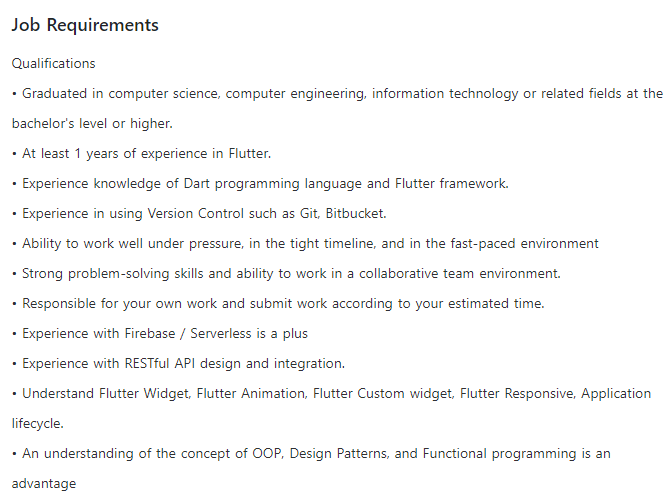 Job Requirements
Qualifications
• Graduated in computer science, computer engineering, information technology or related fields at the
bachelor's level or higher.
• At least 1 years of experience in Flutter.
• Experience knowledge of Dart programming language and Flutter framework.
• Experience in using Version Control such as Git, Bitbucket.
• Ability to work well under pressure, in the tight timeline, and in the fast-paced environment
• Strong problem-solving skills and ability to work in a collaborative team environment.
• Responsible for your own work and submit work according to your estimated time.
• Experience with Firebase / Serverless is a plus
• Experience with RESTful API design and integration.
• Understand Flutter Widget, Flutter Animation, Flutter Custom widget, Flutter Responsive, Application
lifecycle.
• An understanding of the concept of OOP, Design Patterns, and Functional programming is an
advantage